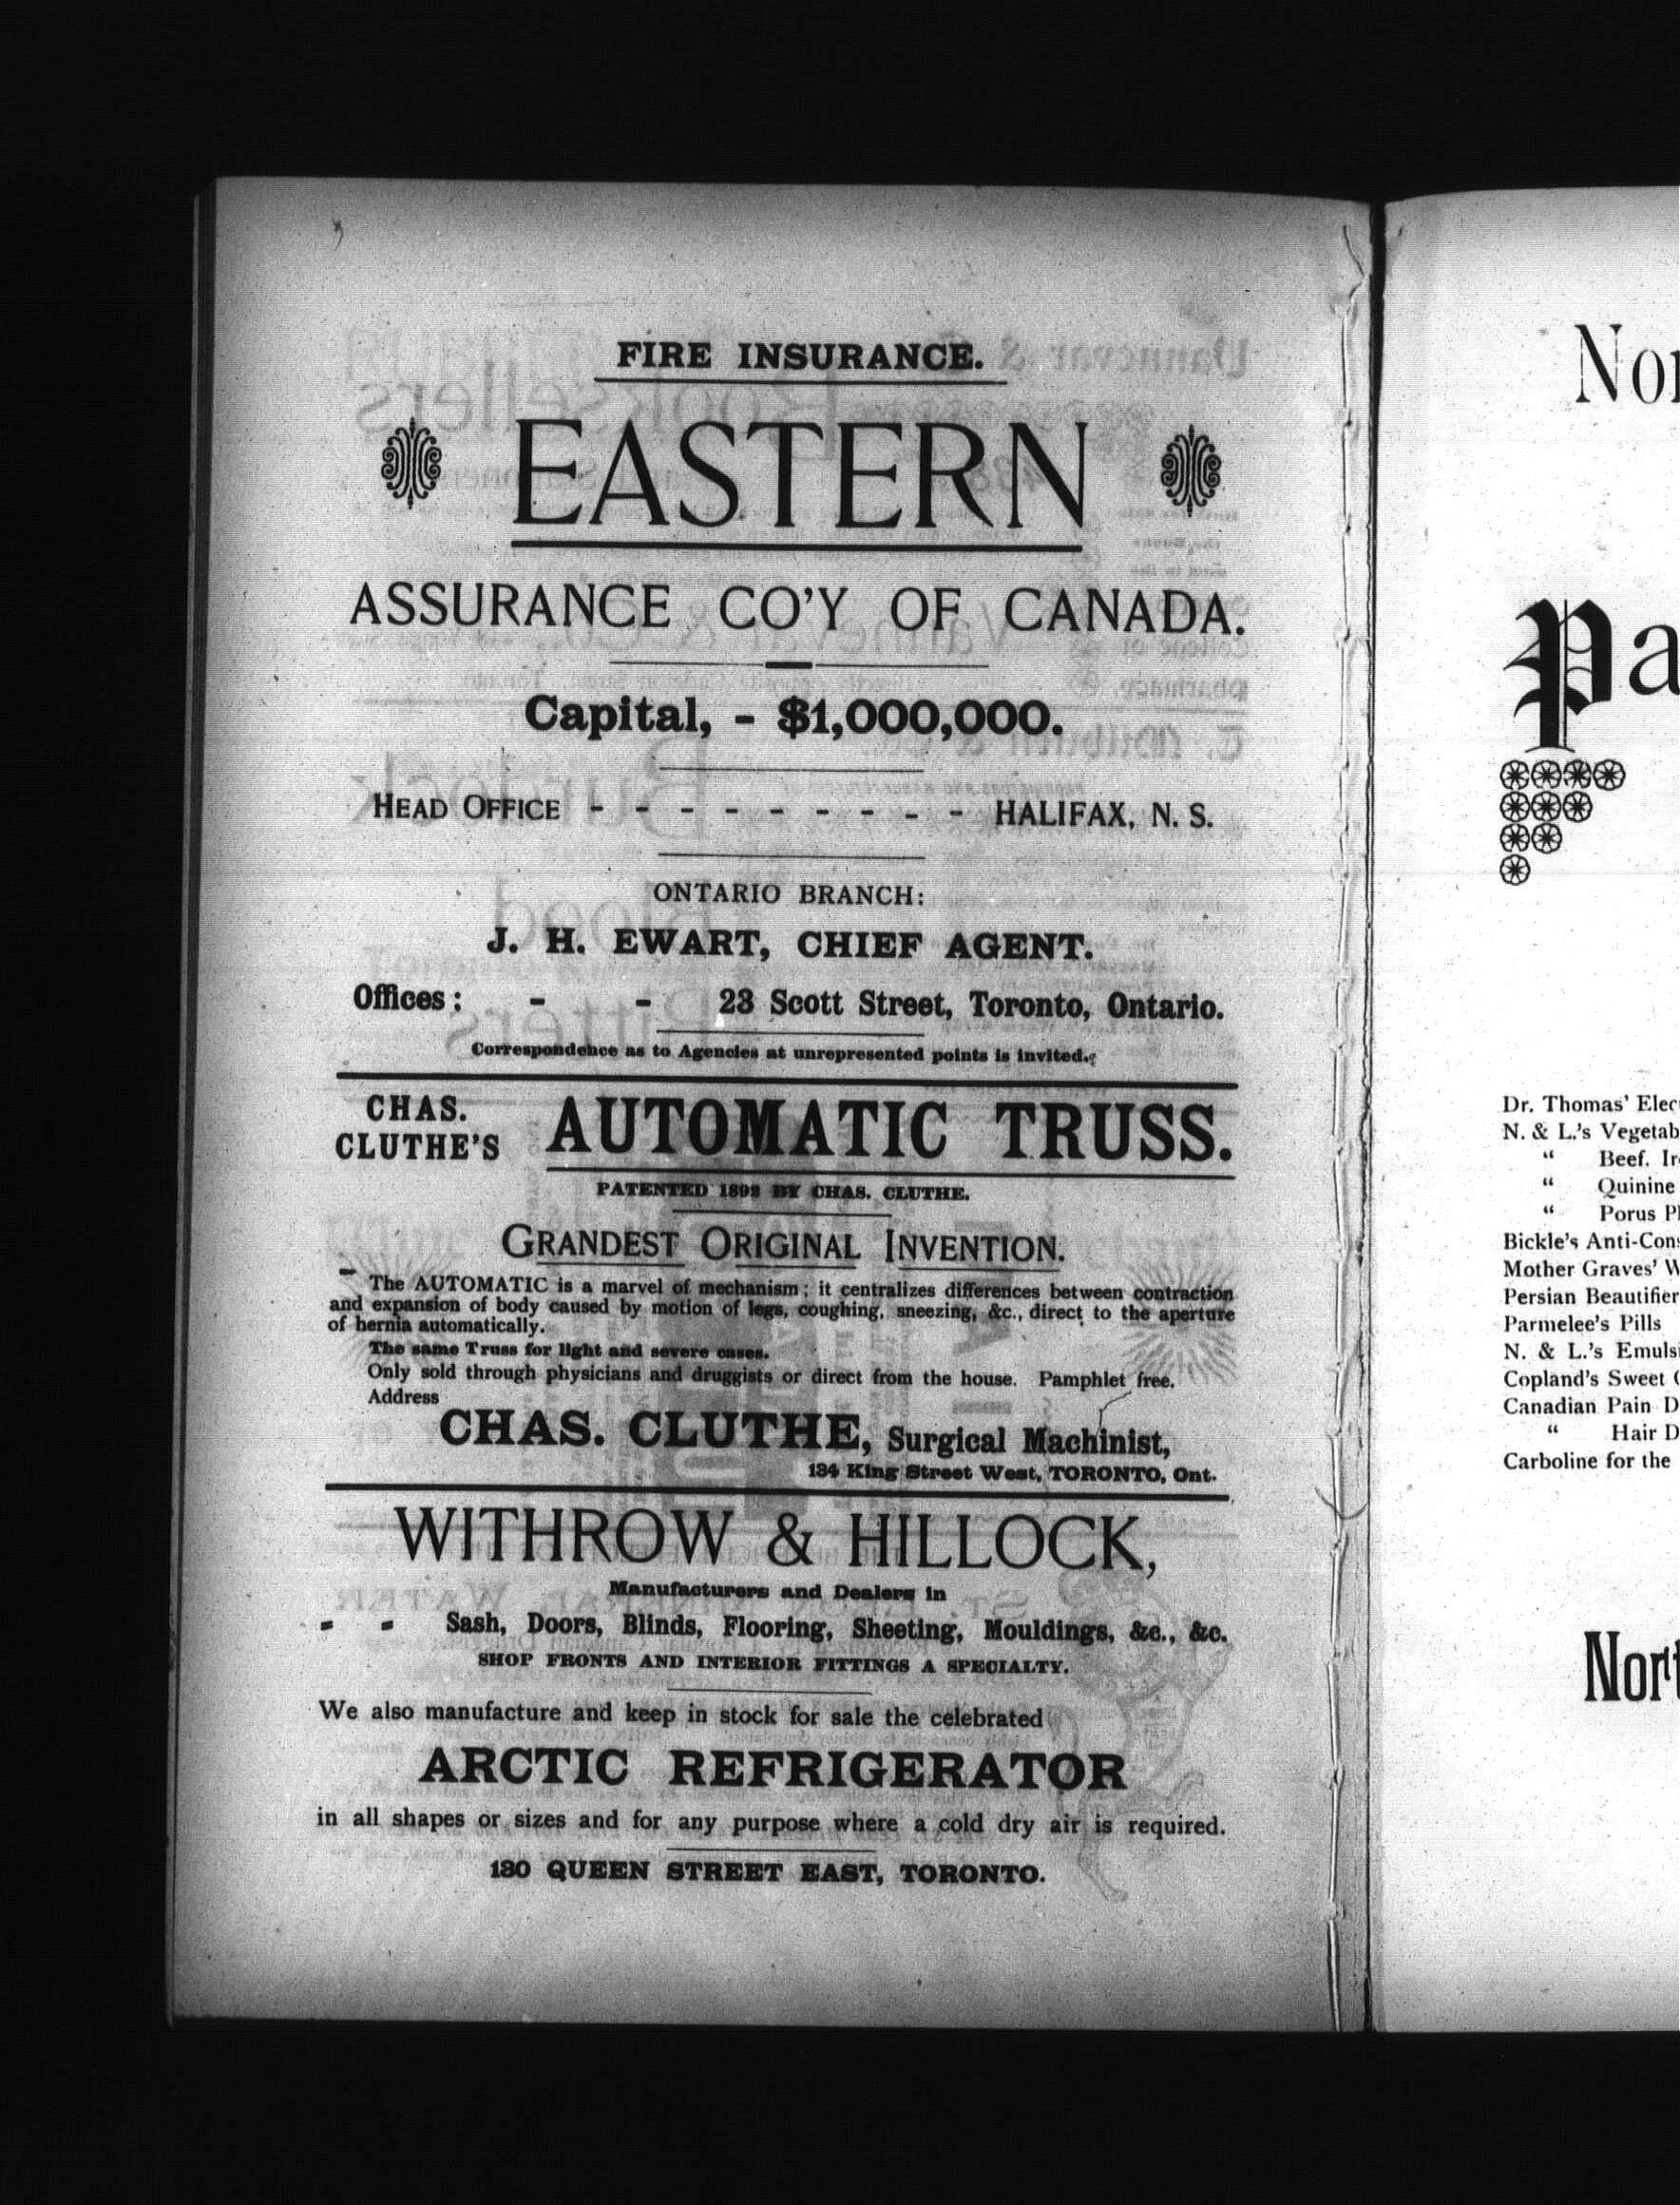 FIRE INSURANCE.
EASTERN
ASSURANCE CO'Y OF CANADA.
Capital, - $1,000,000.
HEAD OFFICE - - - - - - - - - HALIFAX, N. S.
ONTARIO BRANCH:
J. H. EWART, CHIEF AGENT.
Offices: - - 23 Scott Street, Toronto, Ontario.
Correspondence as to Agencies at unrepresented points is invited.
CHAS. CLUTHE'S AUTOMATIC TRUSS.
PATENTED 1892 BY CHAS. CLUTHE.
GRANDEST ORIGINAL INVENTION.
The AUTOMATIC is a marvel of mechanism; it centralizes differences between contraction
and expansion of body caused by motion of legs, coughing, sneezing, &c., direct to the aperture
of hernia automatically.
The same Truss for light and severe cases.
Only sold through physicians and druggists or direct from the house. Pamphlet free.
Address
CHAS. CLUTHE, Surgical Machinist,
134 King Street West, TORONTO, Ont.
WITHROW & HILLOCK,
Manufacturers and Dealers in
- - Sash, Doors, Blinds, Flooring, Sheeting, Mouldings, &c., &c.
SHOP FRONTS AND INTERIOR FITTINGS A SPECIALTY.
We also manufacture and keep in stock for sale the celebrated
ARCTIC REFRIGERATOR
in all shapes or sizes and for any purpose where a cold dry air is required.
130 QUEEN STREET EAST, TORONTO.
Nor
Pa
Dr. Thomas' Elec
N. & L.'s Vegetab
" Beef. Ir
" Quinine
" Porus Pl
Bickle's Anti-Cons
Mother Graves' W
Persian Beautifier
Parmelee's Pills
N. & L.'s Emulsi
Copland's Sweet
Canadian Pain D
" Hair D
Carboline for the
Nort